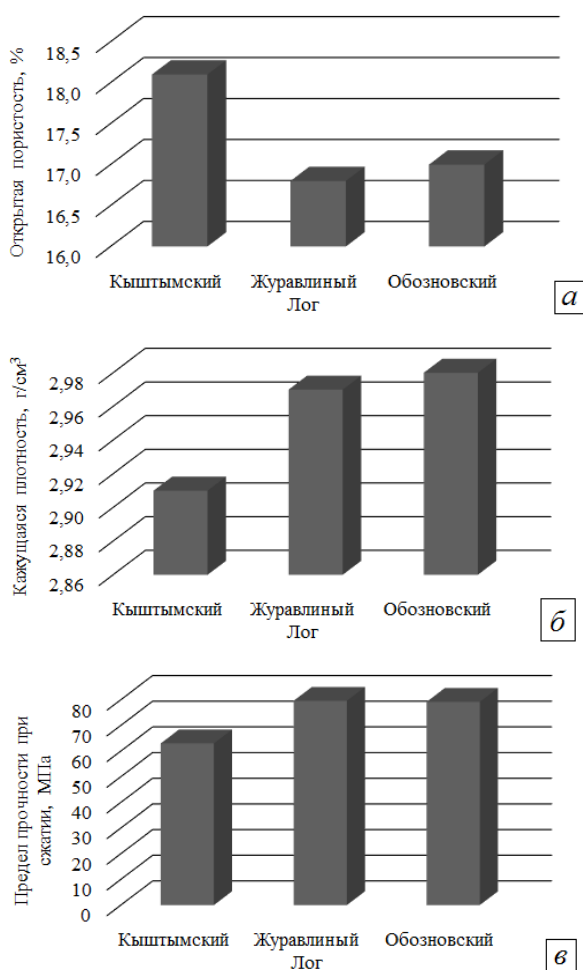 Открытая пористость, %
18,5
18,0
17,5
17,0
16,5
16,0
Кыштымский Журавлиный Обозновский
Лог
а
Кажущаяся плотность, г/см³
2,98
2,96
2,94
2,92
2,90
2,88
2,86
Кыштымский Журавлиный Обозновский
Лог
б
Предел прочности при
сжатии, МПа
80
70
60
50
40
30
20
10
0
Кыштымский Журавлиный Обозновский
Лог
в